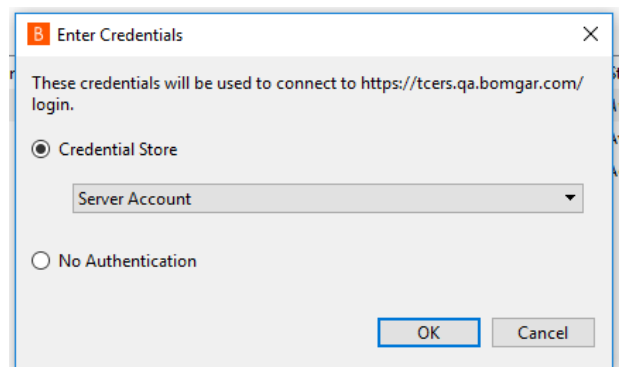 B Enter Credentials
These credentials will be used to connect to https://tcers.qa.bomgar.com/
login.
Credential Store
Server Account
No Authentication
OK Cancel